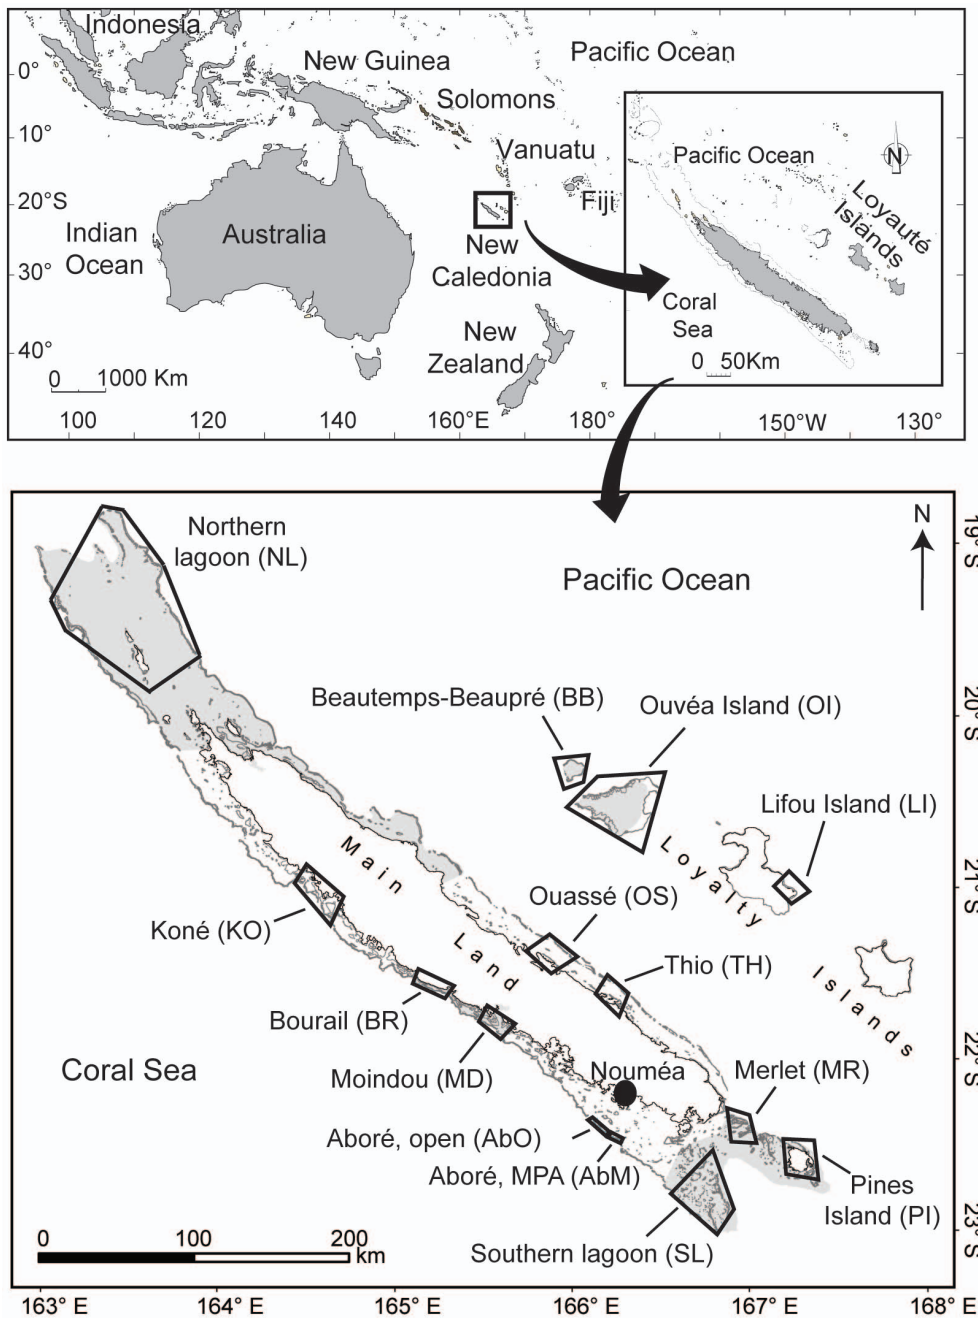 Indonesia
New Guinea
Pacific Ocean
Solomons
Vanuatu
Fiji
Indian
Ocean
Australia
New
Caledonia
New
Zealand
0°
10°
20°S
30°
40°
0 1000 Km
100 120 140° 160°E 180° 150°W 130°
Pacific Ocean
N
Loyauté
Islands
Coral
Sea
0 50Km
Northern
lagoon (NL)
N
Pacific Ocean
Beautemps-Beaupré (BB)
Ouvéa Island (OI)
Lifou Island (LI)
Main
Land
Loyalty
Islands
Koné (KO)
Ouassé (OS)
Thio (TH)
Bourail (BR)
Moindou (MD)
Nouméa
Merlet (MR)
Coral Sea
Aboré, open (AbO)
Aboré, MPA (AbM)
Pines
Island (PI)
Southern lagoon (SL)
0 100 200
km
19° S
20° S
21° S
22° S
23° S
163° E 164° E 165° E 166° E 167° E 168° E